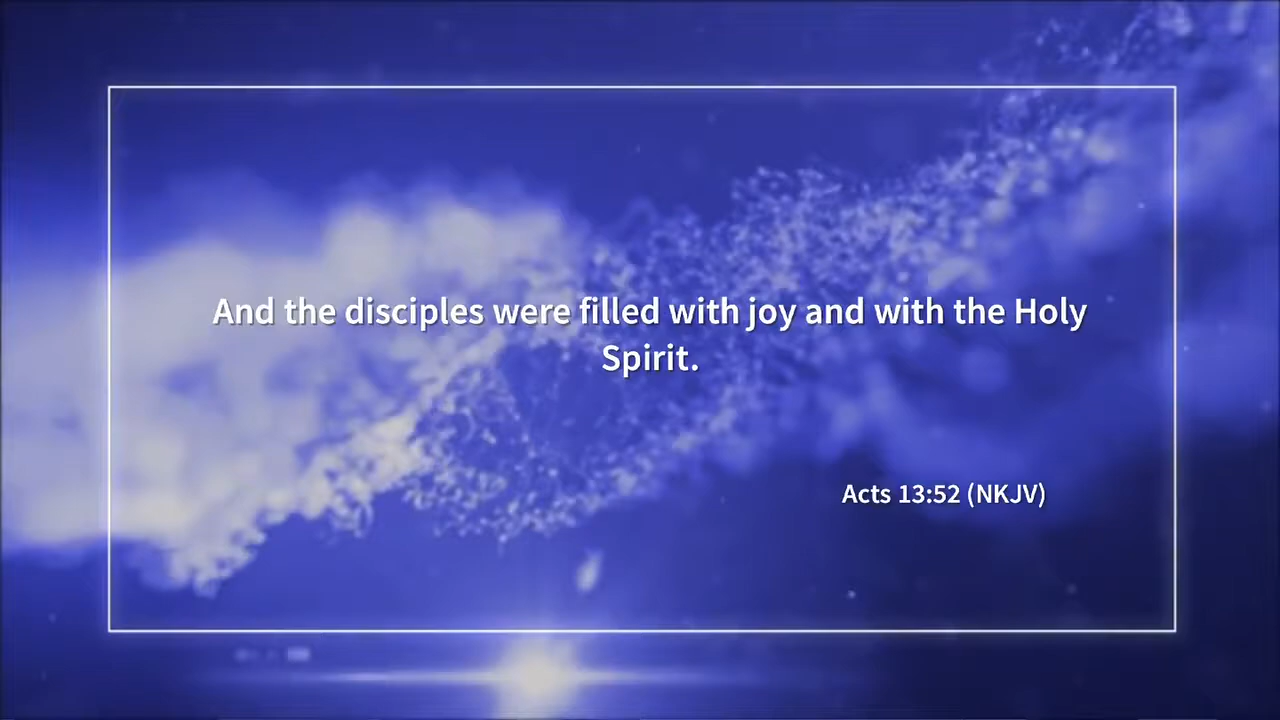 And the disciples were filled with joy and with the Holy
Spirit.
Acts 13:52 (NKJV)